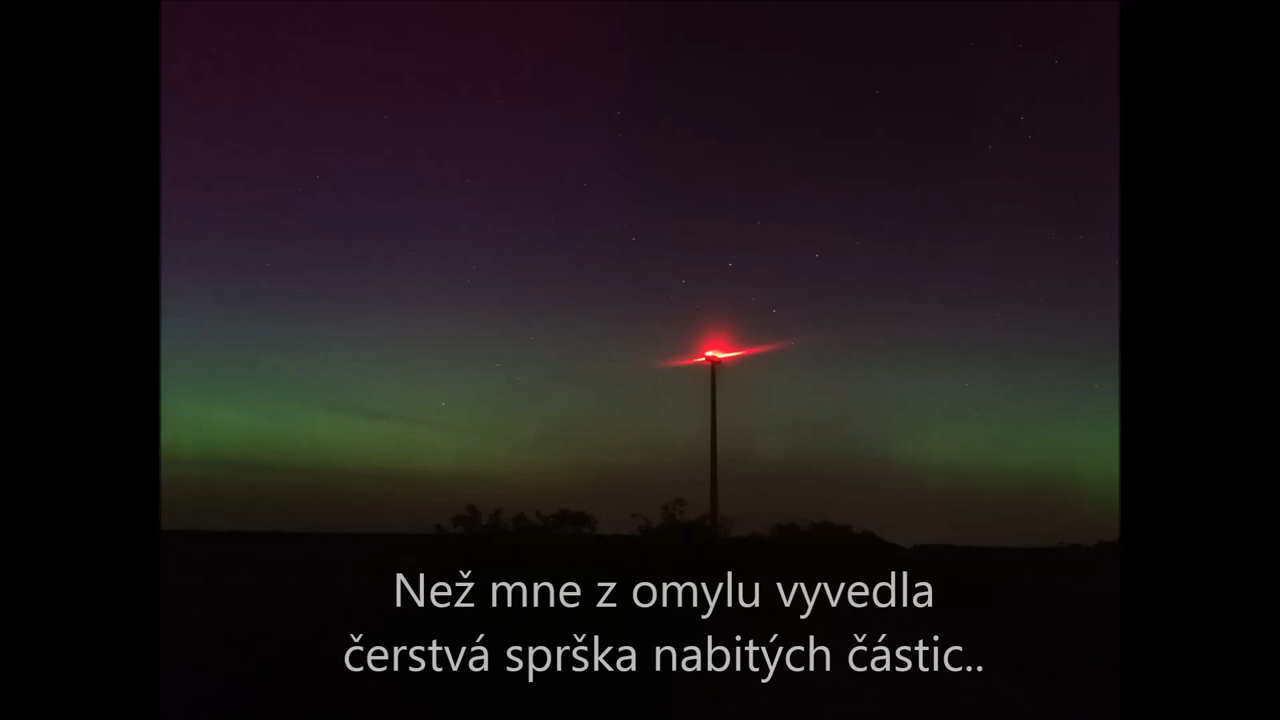 Než mne z omylu vyvedla
čerstvá sprška nabitých částic..